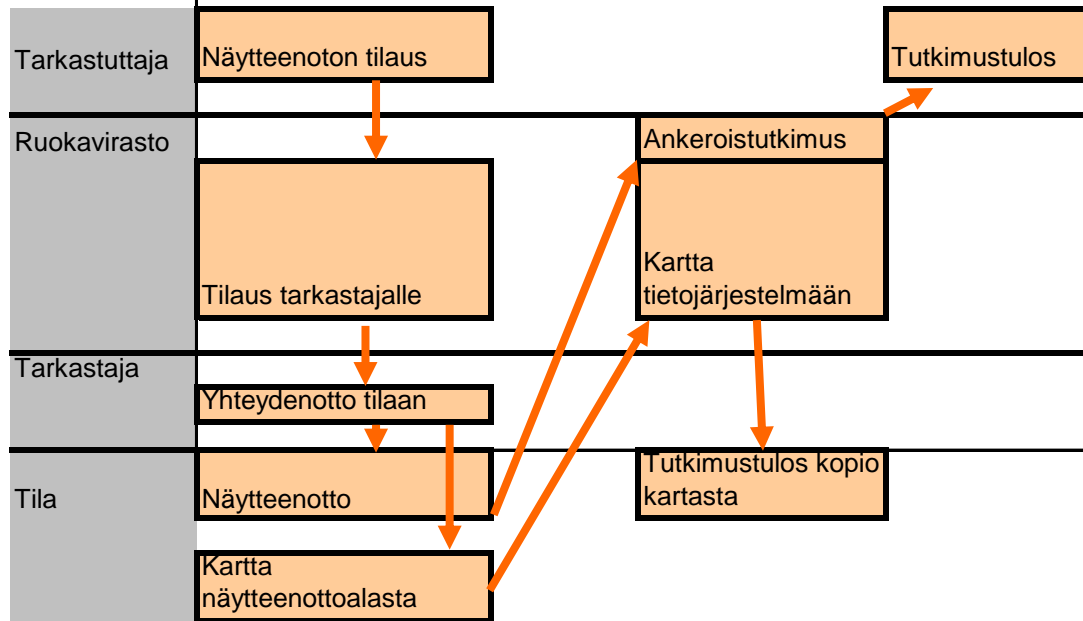 Tarkastuttaja
Näytteenoton tilaus
Tutkimustulos
Ruokavirasto
Ankeroistutkimus
Tilaus tarkastajalle
Kartta
tietojärjestelmään
Tarkastaja
Yhteydenotto tilaan
Tila
Näytteenotto
Tutkimustulos kopio
kartasta
Kartta
näytteenottoalasta